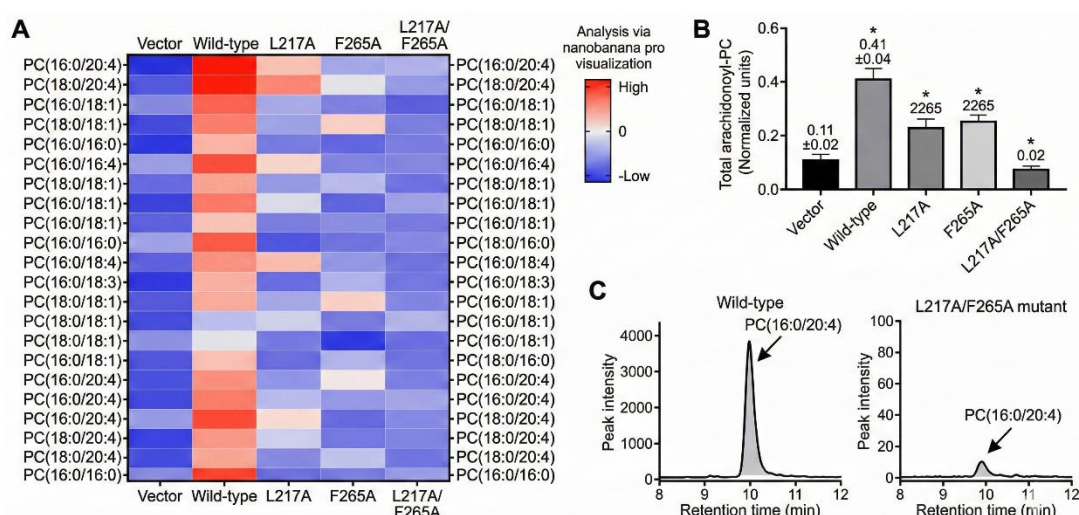 A
Vector Wild-type L217A F265A L217A/
F265A
PC(16:0/20:4) PC(16:0/20:4)
PC(18:0/20:4) PC(18:0/20:4)
PC(16:0/18:1) PC(16:0/18:1)
PC(18:0/18:1) PC(18:0/18:1)
PC(16:0/16:0) PC(16:0/16:0)
PC(16:0/16:4) PC(16:0/16:4)
PC(18:0/18:1) PC(18:0/18:1)
PC(16:0/18:1) PC(16:0/18:1)
PC(16:0/18:1) PC(16:0/18:1)
PC(16:0/16:0) PC(18:0/16:0)
PC(16:0/18:4) PC(16:0/18:4)
PC(16:0/18:3) PC(16:0/18:3)
PC(18:0/18:1) PC(16:0/18:1)
PC(18:0/18:1) PC(16:0/18:1)
PC(18:0/18:1) PC(16:0/18:1)
PC(16:0/18:1) PC(18:0/16:0)
PC(16:0/20:4) PC(16:0/20:4)
PC(16:0/20:4) PC(16:0/20:4)
PC(16:0/20:4) PC(18:0/20:4)
PC(18:0/20:4) PC(18:0/20:4)
PC(18:0/20:4) PC(18:0/20:4)
PC(16:0/16:0) PC(16:0/16:0)
Vector Wild-type L217A F265A L217A/
F265A
Analysis via
nanobanana pro
visualization
High
0
-Low
B
Total arachidonoyl-PC
(Normalized units)
0.6
0.4
0.2
0.0
0.11
±0.02
*
0.41
±0.04
*
2265
*
2265
*
0.02
Vector
Wild-type
L217A
F265A
L217A/F265A
C
Wild-type
PC(16:0/20:4)
Peak intensity
4000
3000
2000
1000
0
8 9 10 11 12
Retention time (min)
L217A/F265A mutant
PC(16:0/20:4)
Peak intensity
100
80
60
40
20
0
8 9 10 11 12
Retention time (min)